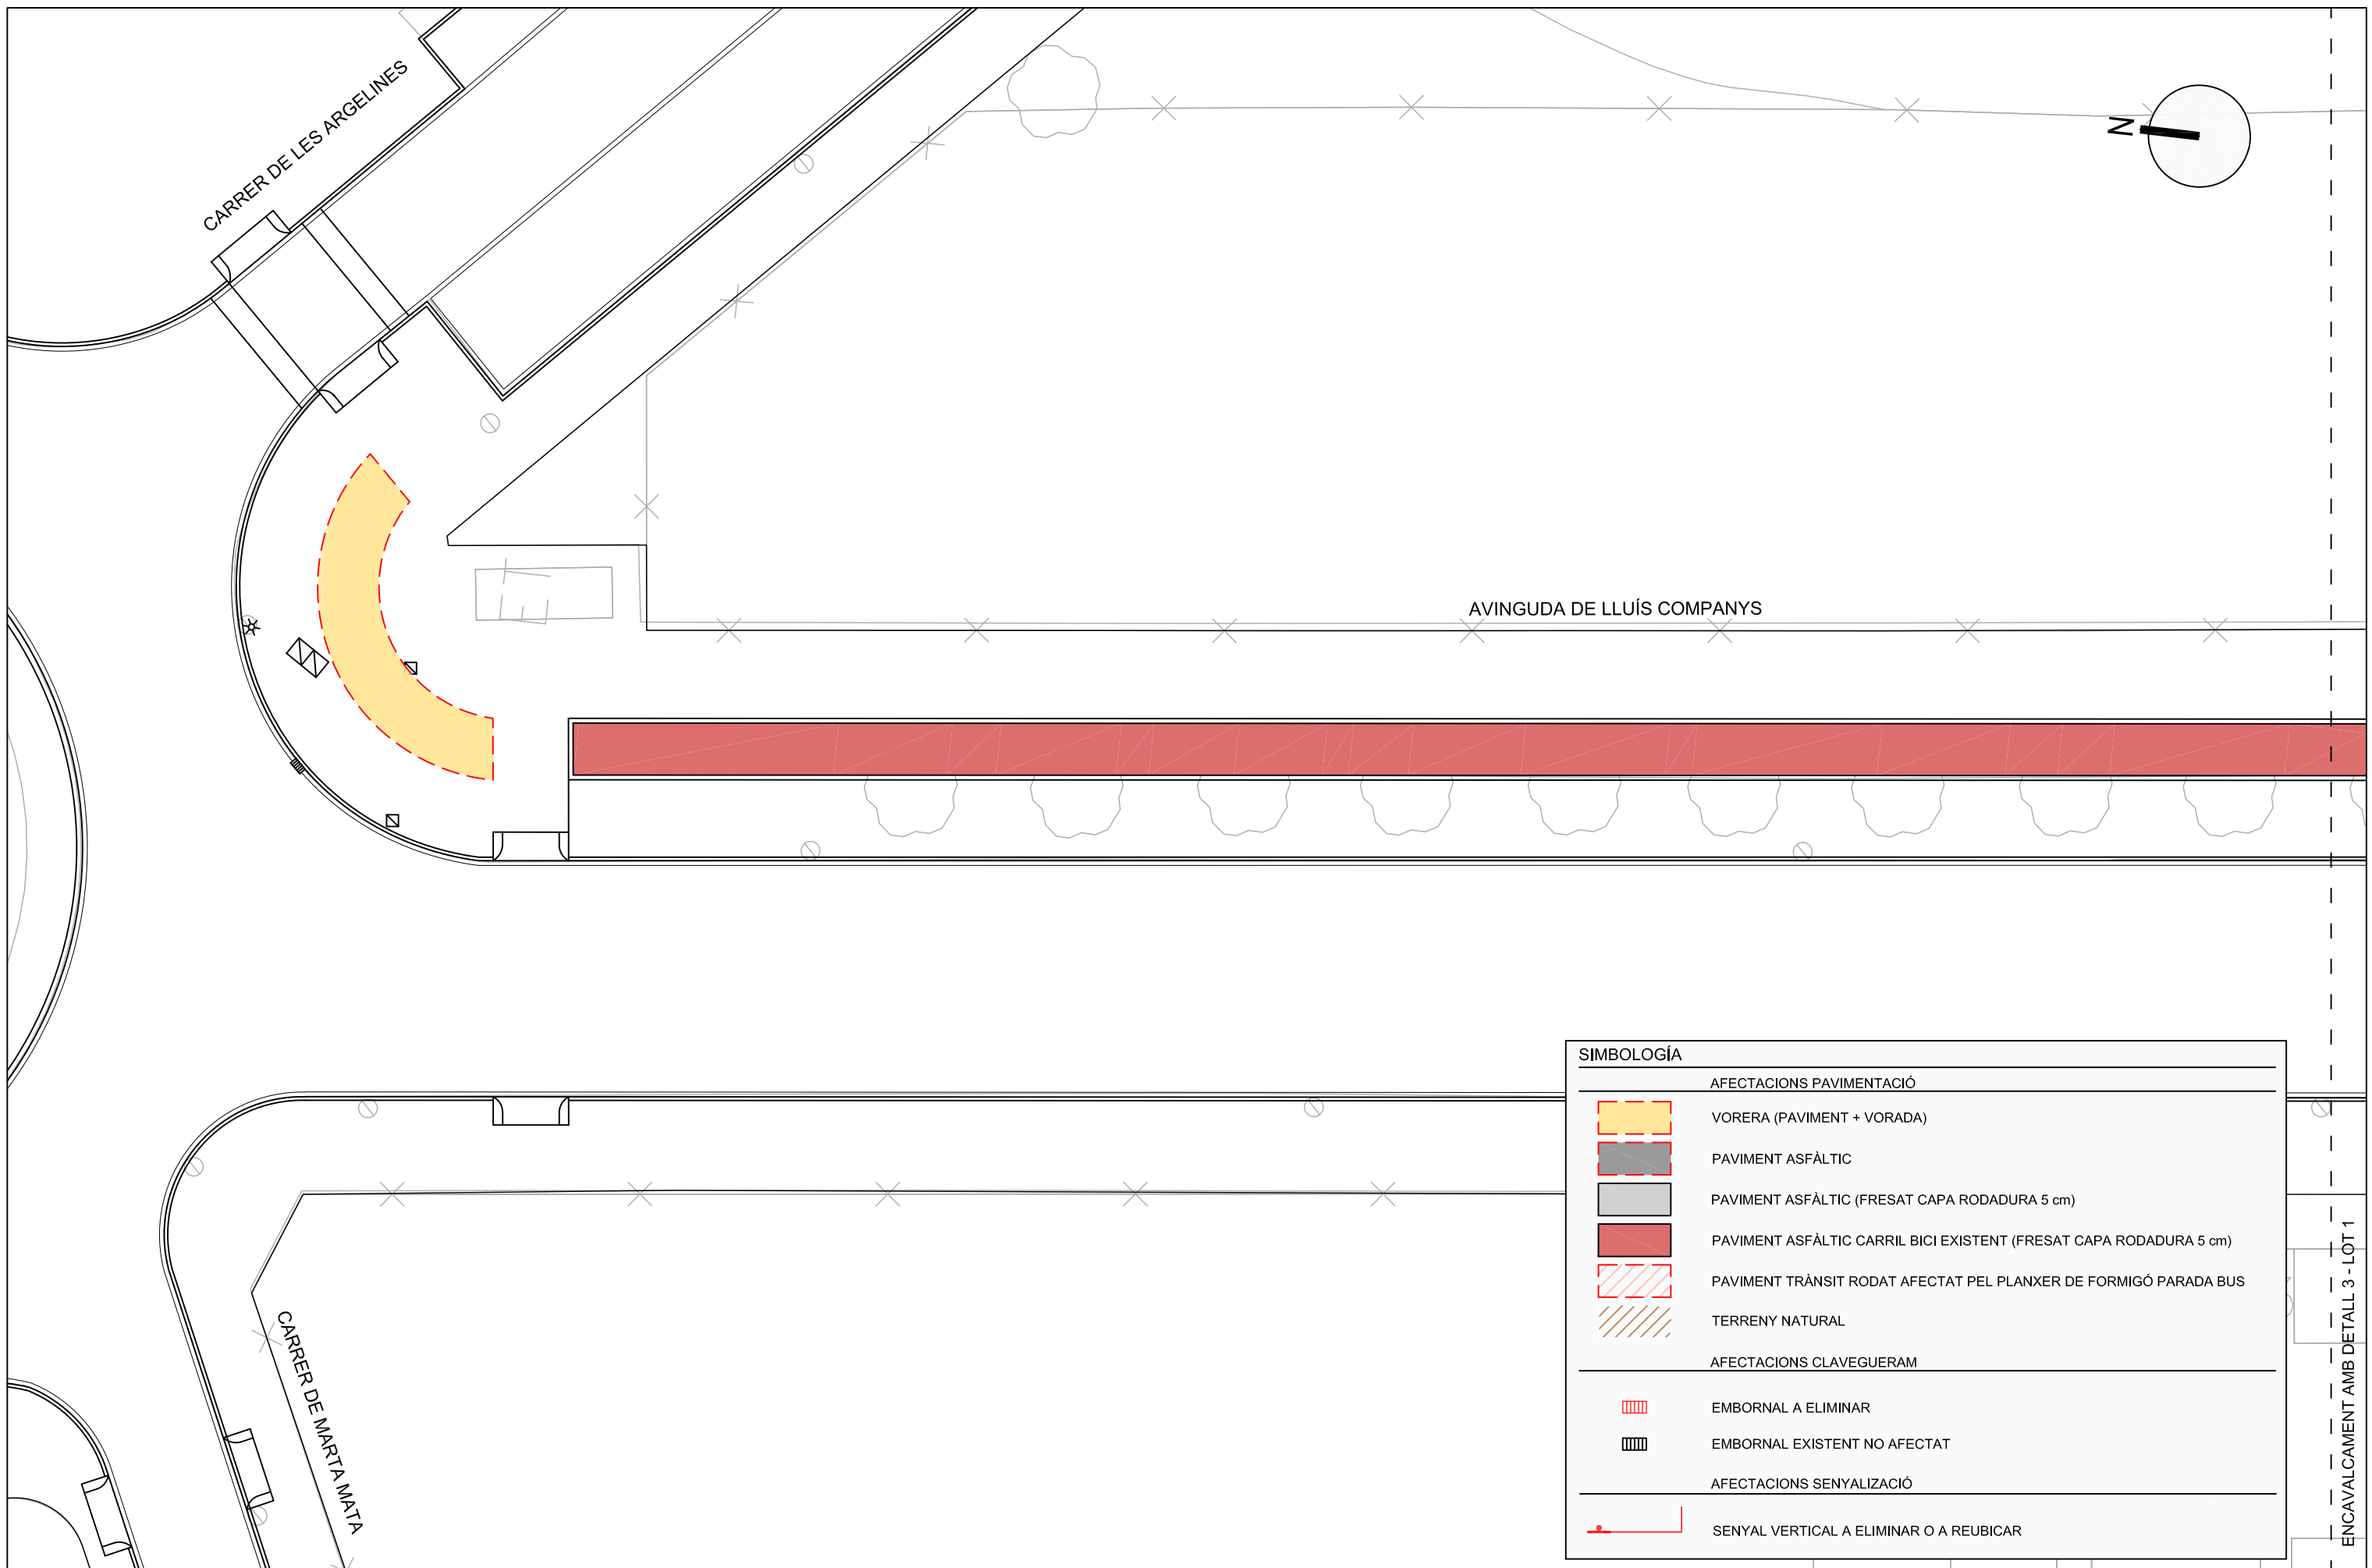 CARRER DE LES ARGELINES
N
AVINGUDA DE LLUÍS COMPANYS
CARRER DE MARTA MATA
SIMBOLOGÍA
AFECTACIONS PAVIMENTACIÓ
VORERA (PAVIMENT + VORADA)
PAVIMENT ASFÀLTIC
PAVIMENT ASFÀLTIC (FRESAT CAPA RODADURA 5 cm)
PAVIMENT ASFÀLTIC CARRIL BICI EXISTENT (FRESAT CAPA RODADURA 5 cm)
PAVIMENT TRÀNSIT RODAT AFECTAT PEL PLANXER DE FORMIGÓ PARADA BUS
TERRENY NATURAL
AFECTACIONS CLAVEGUERAM
EMBORNAL A ELIMINAR
EMBORNAL EXISTENT NO AFECTAT
AFECTACIONS SENYALIZACIÓ
SENYAL VERTICAL A ELIMINAR O A REUBICAR
ENCAVALCAMENT AMB DETALL 3 - LOT 1